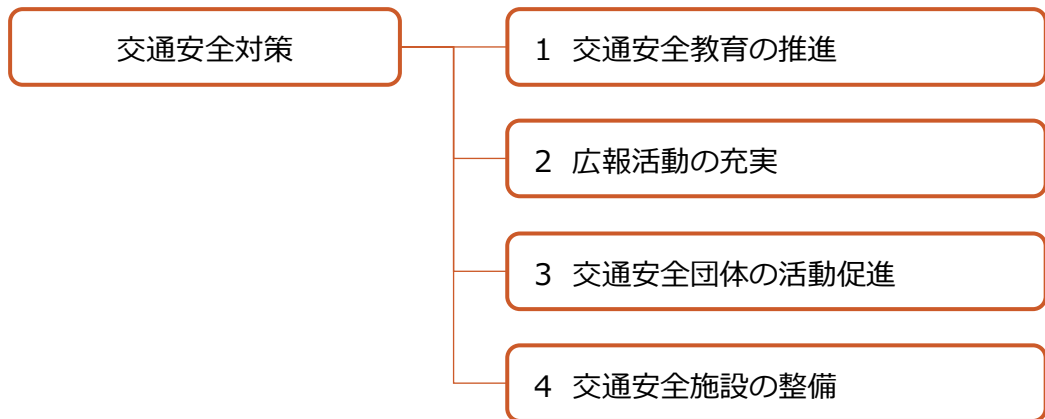 交通安全対策
1 交通安全教育の推進
2 広報活動の充実
3 交通安全団体の活動促進
4 交通安全施設の整備